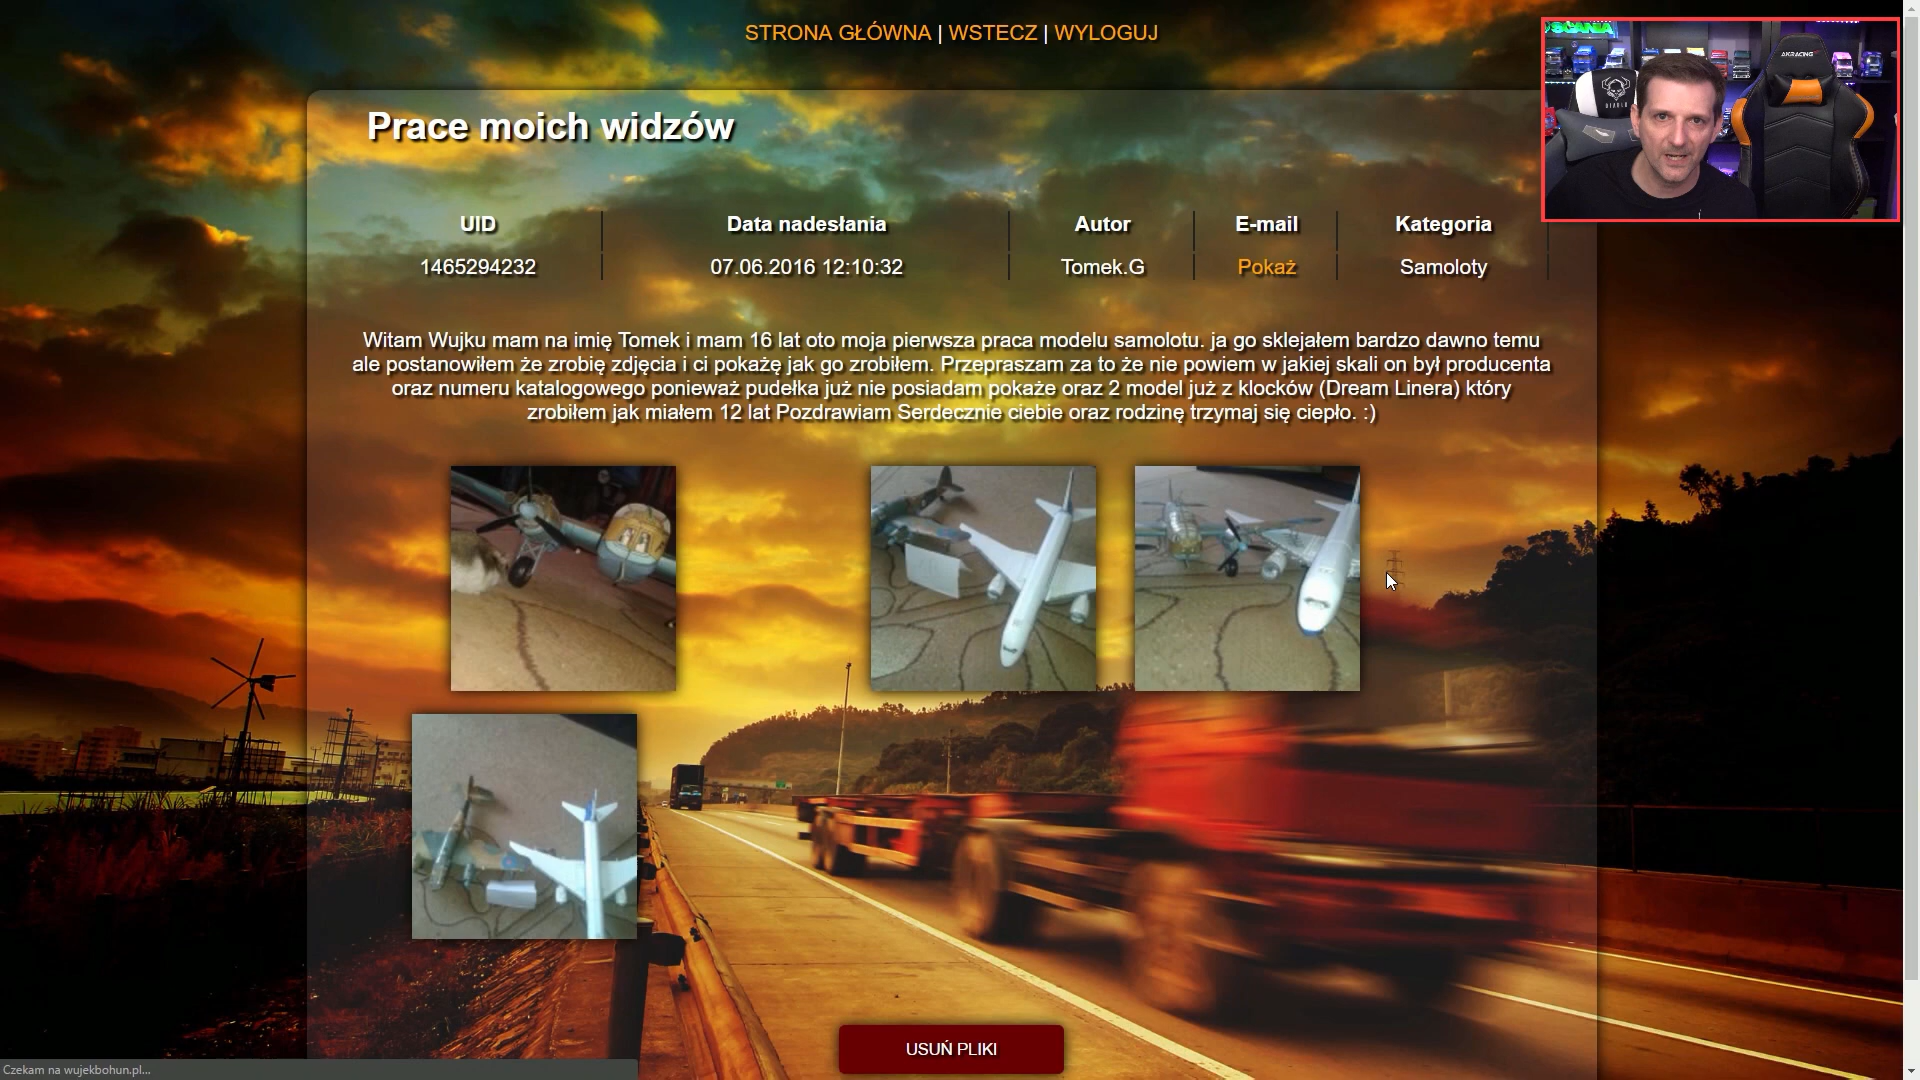 STRONA GŁÓWNA | WSTECZ | WYLOGUJ
SCANIA
AKRACING
DIABLO
Prace moich widzów
UID Data nadesłania Autor E-mail Kategoria
1465294232 07.06.2016 12:10:32 Tomek.G Pokaż Samoloty
Witam Wujku mam na imię Tomek i mam 16 lat oto moja pierwsza praca modelu samolotu. ja go sklejałem bardzo dawno temu
ale postanowiłem że zrobię zdjęcia i ci pokażę jak go zrobiłem. Przepraszam za to że nie powiem w jakiej skali on był producenta
oraz numeru katalogowego ponieważ pudełka już nie posiadam pokaże oraz 2 model już z klocków (Dream Linera) który
zrobiłem jak miałem 12 lat Pozdrawiam Serdecznie ciebie oraz rodzinę trzymaj się ciepło. :)
USUŃ PLIKI
Czekam na wujekbohun.pl...